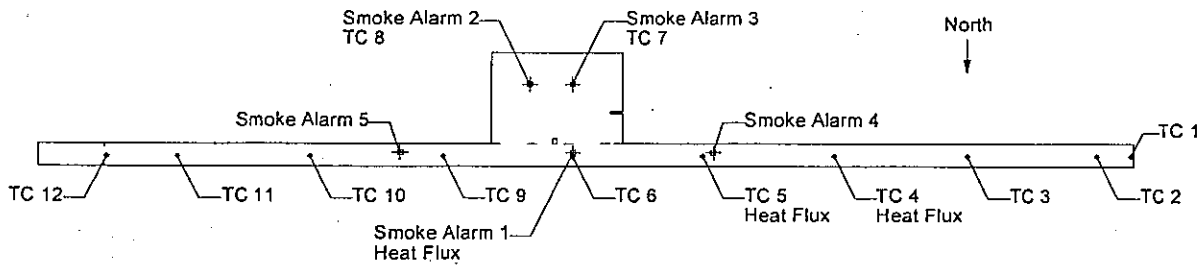 Smoke Alarm 2
TC 8
Smoke Alarm 3
TC 7
North
Smoke Alarm 5
Smoke Alarm 4
TC 1
TC 12
TC 11
TC 10
TC 9
TC 6
TC 5
Heat Flux
TC 4
Heat Flux
TC 3
TC 2
Smoke Alarm 1
Heat Flux